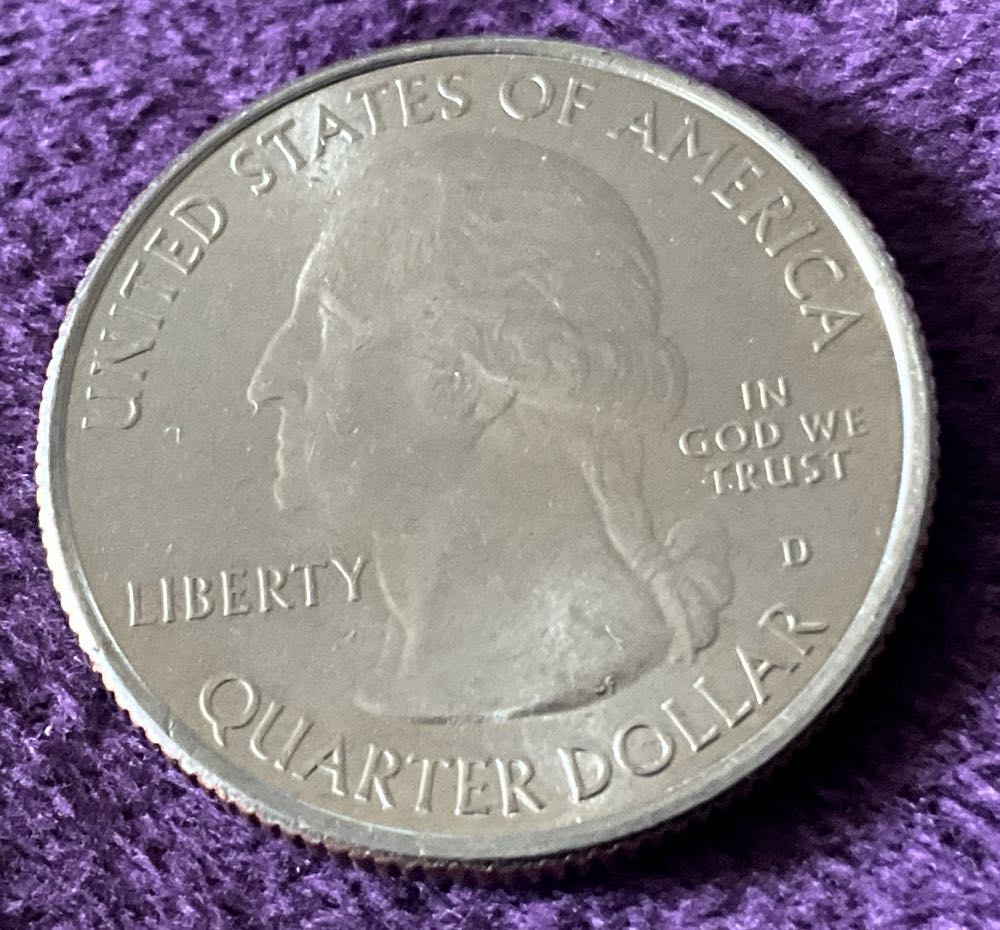 UNITED STATES OF AMERICA
IN
GOD WE
TRUST
D
LIBERTY
QUARTER DOLLAR